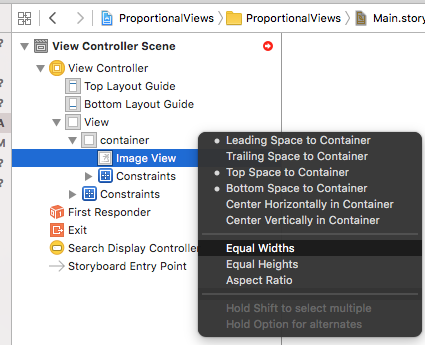 ProportionalViews ProportionalViews Main.story
View Controller Scene
View Controller
Top Layout Guide
Bottom Layout Guide
View
container
Image View
Constraints
Constraints
First Responder
Exit
Search Display Controller
Storyboard Entry Point
Leading Space to Container
Trailing Space to Container
Top Space to Container
Bottom Space to Container
Center Horizontally in Container
Center Vertically in Container
Equal Widths
Equal Heights
Aspect Ratio
Hold Shift to select multiple
Hold Option for alternates